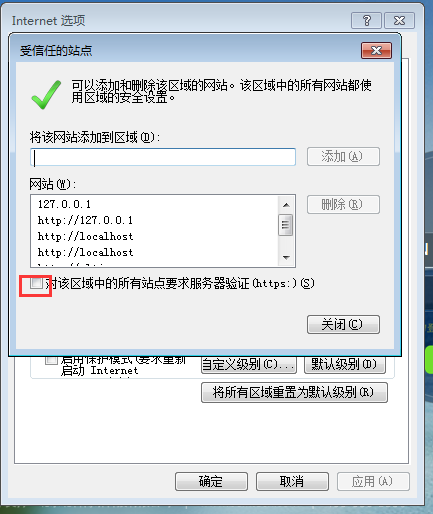 Internet 选项
受信任的站点
可以添加和删除该区域的网站。该区域中的所有网站都使
用区域的安全设置。
将该网站添加到区域(D):
添加(A)
网站(W):
删除(R)
127.0.0.1
http://127.0.0.1
http://localhost
http://localhost
对该区域中的所有站点要求服务器验证(https:)(S)
关闭(C)
启用保护模式(要求重新
启动 Internet
自定义级别(C)...
默认级别(D)
将所有区域重置为默认级别(R)
确定
取消
应用(A)